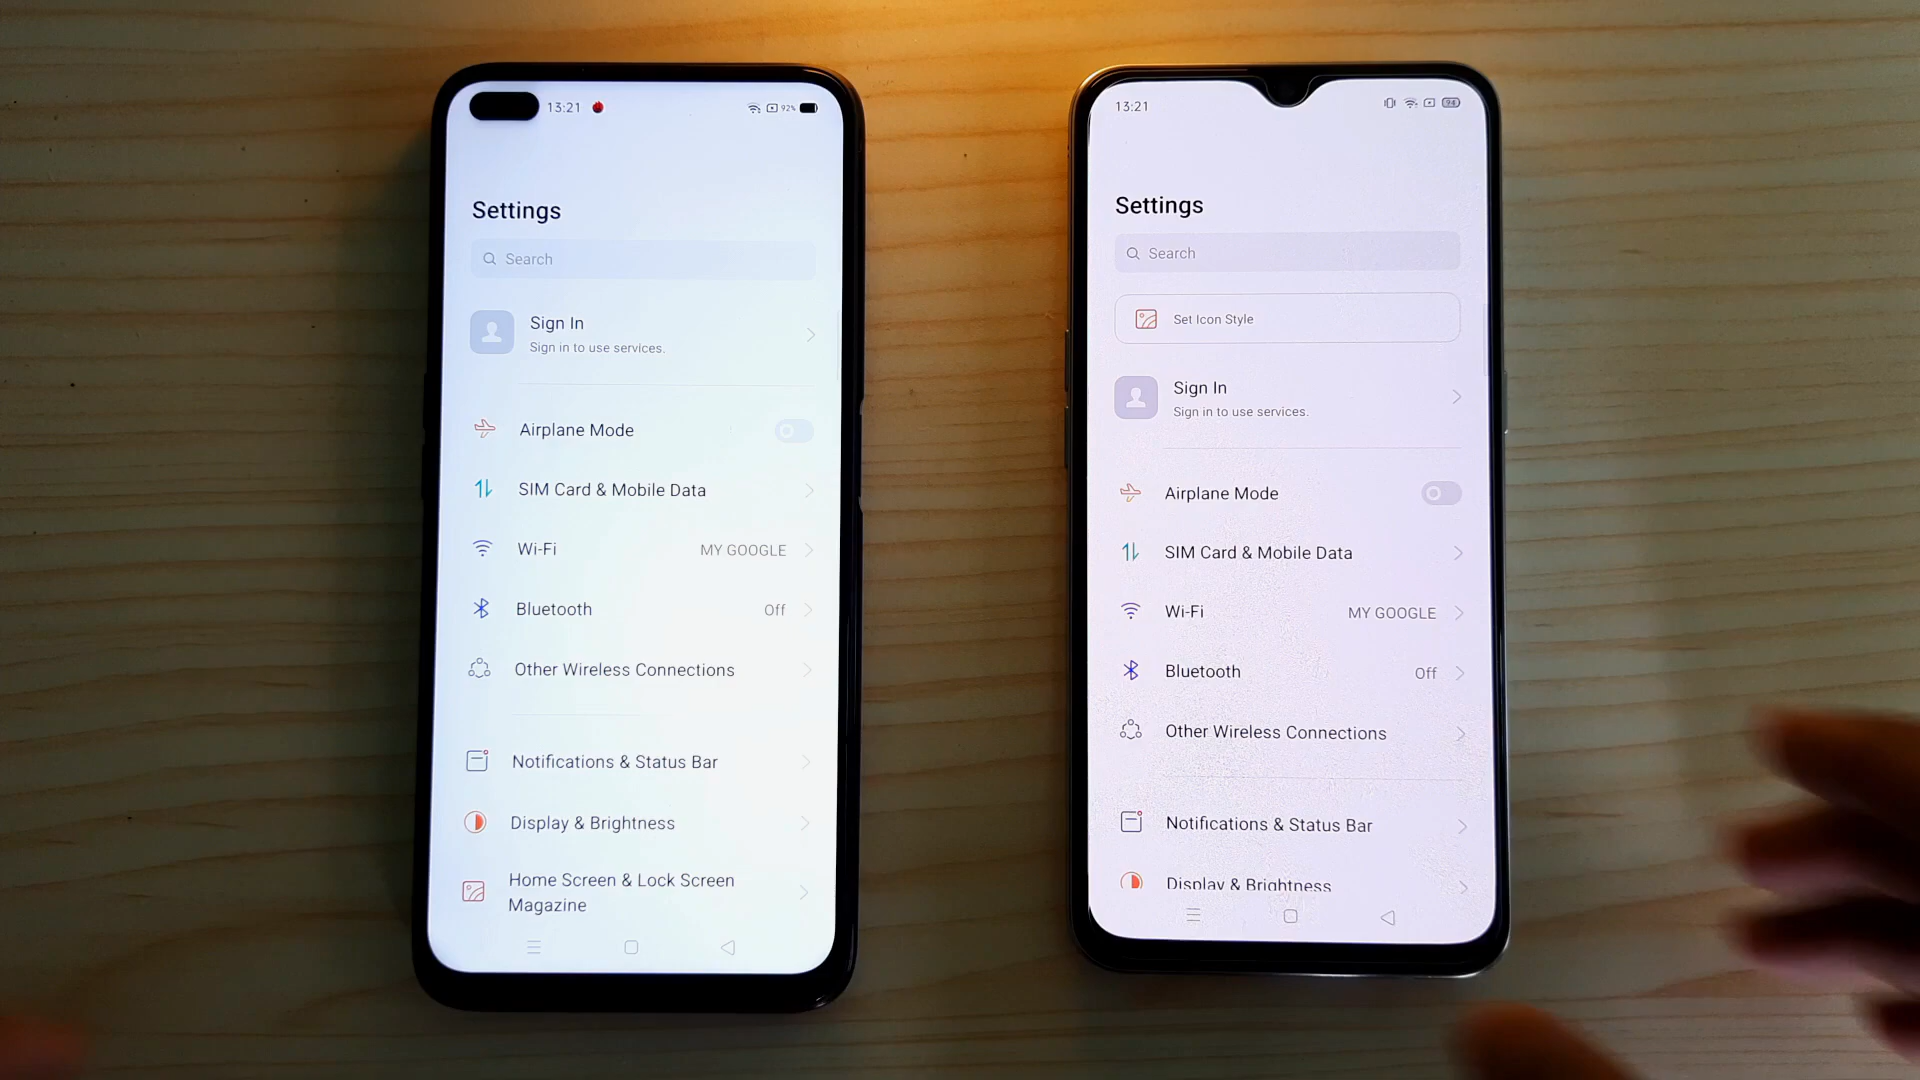 13:21
92%
Settings
Search
Sign In
Sign in to use services.
Airplane Mode
SIM Card & Mobile Data
Wi-Fi MY GOOGLE
Bluetooth Off
Other Wireless Connections
Notifications & Status Bar
Display & Brightness
Home Screen & Lock Screen
Magazine
13:21
94
Settings
Search
Set Icon Style
Sign In
Sign in to use services.
Airplane Mode
SIM Card & Mobile Data
Wi-Fi MY GOOGLE
Bluetooth Off
Other Wireless Connections
Notifications & Status Bar
Display & Brightness